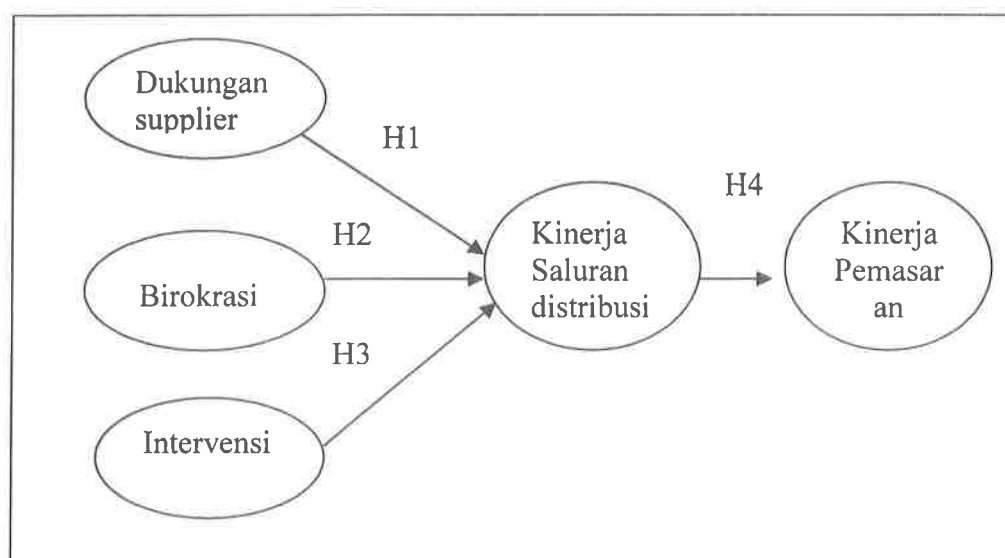 Dukungan
supplier
H1
H2
Birokrasi
H3
Intervensi
Kinerja
Saluran
distribusi
H4
Kinerja
Pemasar
an